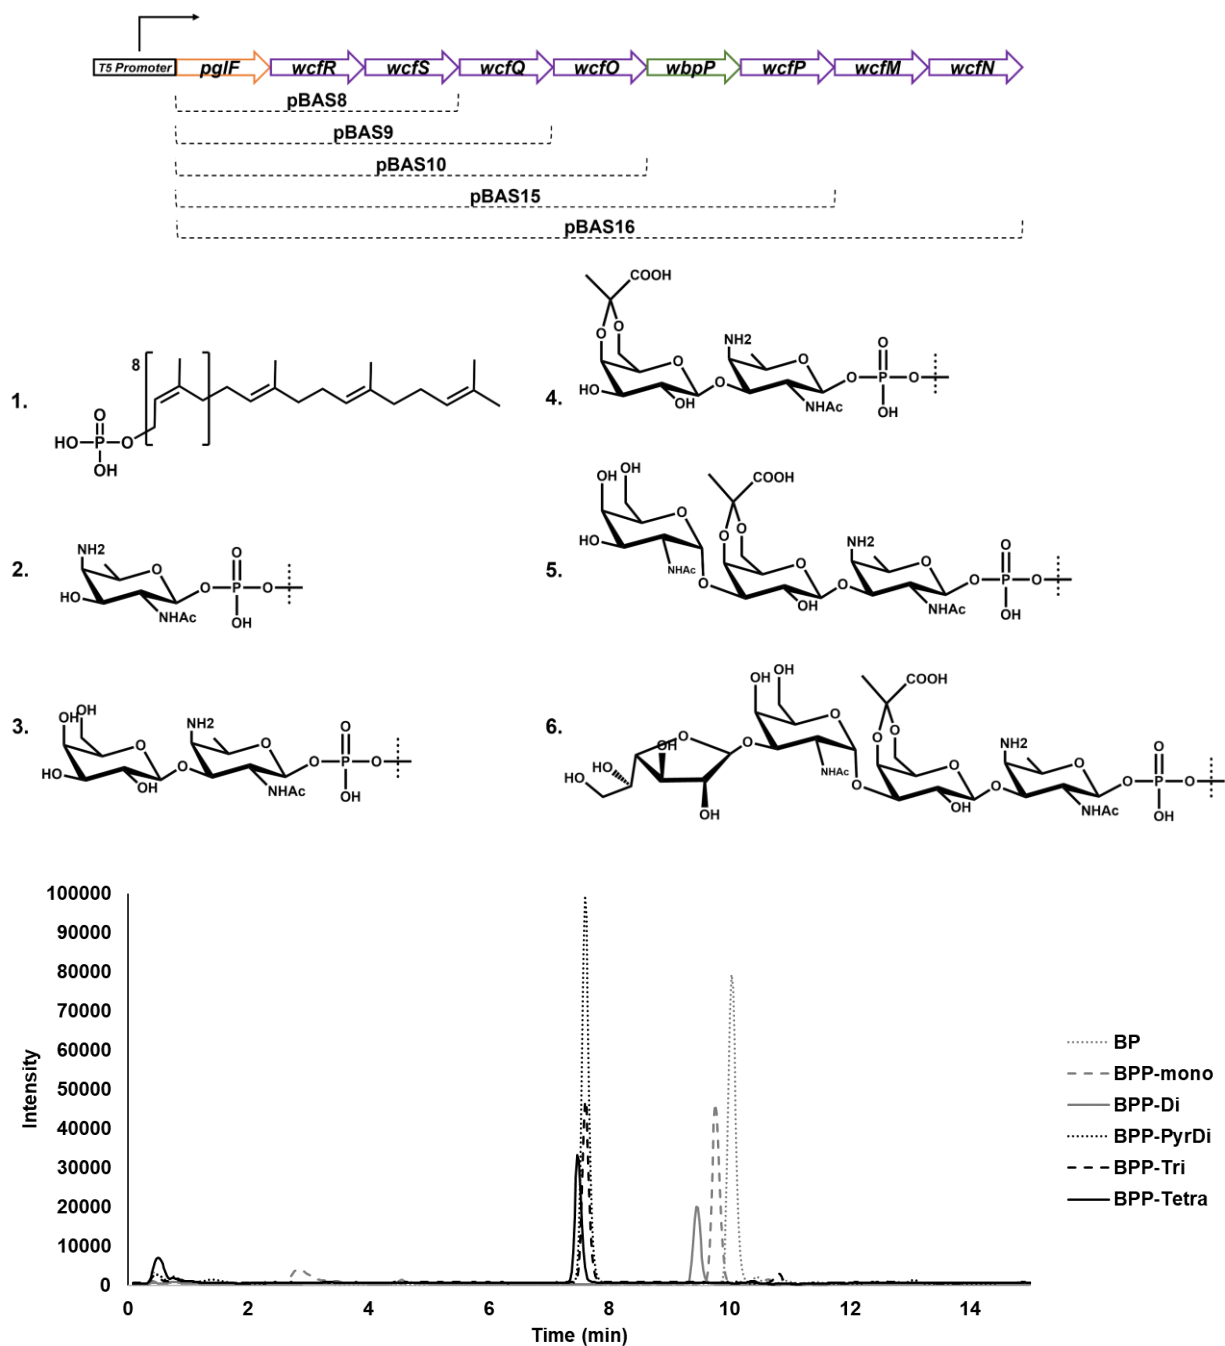 T5 Promoter pglF wcfR wcfS wcfQ wcfO wbpP wcfP wcfM wcfN
pBAS8
pBAS9
pBAS10
pBAS15
pBAS16
1.
8
O
HO P O
OH
2.
NH2
O
O
HO
NHAc
O P O
OH
3.
OH OH
O
HO
OH
O
NH2
O
NHAc
O
O P O
OH
4.
COOH
O O
O
HO
OH
O
NH2
O
NHAc
O
O P O
OH
5.
OH OH
O
HO
NHAc
O
COOH
O O
O
OH
O
NH2
O
NHAc
O
O P O
OH
6.
OH OH
O
OH
HO
HO
OH
O
O
NHAc
O
COOH
O O
O
OH
O
NH2
O
NHAc
O
O P O
OH
100000
90000
80000
70000
60000
50000
40000
30000
20000
10000
0
Intensity
0 2 4 6 8 10 12 14
Time (min)
BP
BPP-mono
BPP-Di
BPP-PyrDi
BPP-Tri
BPP-Tetra